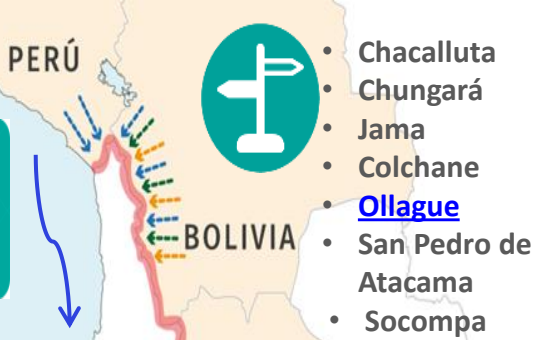 PERÚ
BOLIVIA
• Chacalluta
• Chungará
• Jama
• Colchane
• Ollague
• San Pedro de
Atacama
• Socompa